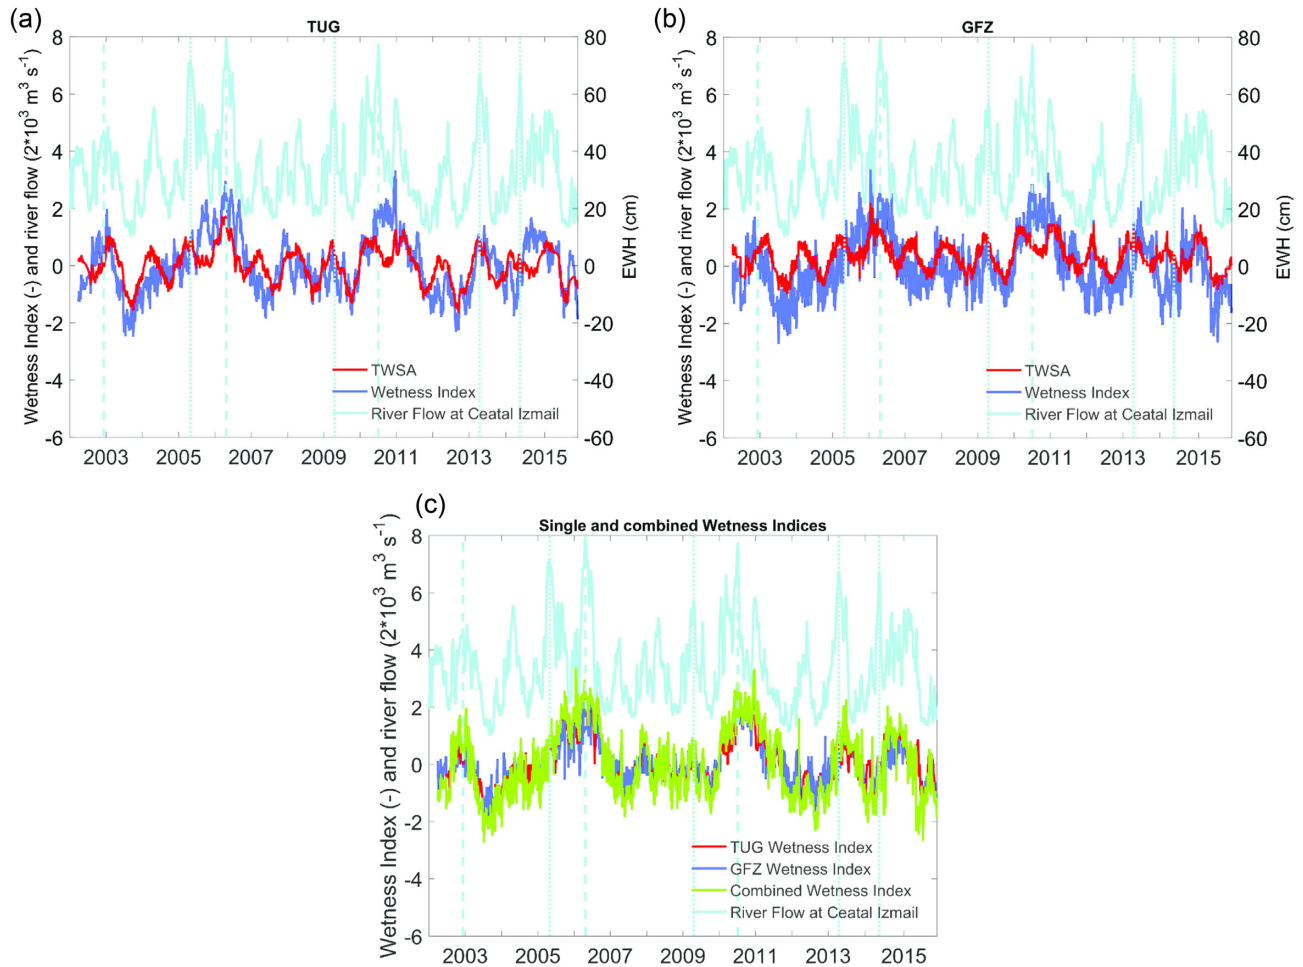 (a)
TUG
Wetness Index (-) and river flow (2*10³ m³ s⁻¹)
8
6
4
2
0
-2
-4
-6
80
60
40
20
0
-20
-40
-60
EWH (cm)
TWSA
Wetness Index
River Flow at Ceatal Izmail
2003 2005 2007 2009 2011 2013 2015
(b)
GFZ
Wetness Index (-) and river flow (2*10³ m³ s⁻¹)
8
6
4
2
0
-2
-4
-6
80
60
40
20
0
-20
-40
-60
EWH (cm)
TWSA
Wetness Index
River Flow at Ceatal Izmail
2003 2005 2007 2009 2011 2013 2015
(c)
Single and combined Wetness Indices
Wetness Index (-) and river flow (2*10³ m³ s⁻¹)
8
6
4
2
0
-2
-4
-6
TUG Wetness Index
GFZ Wetness Index
Combined Wetness Index
River Flow at Ceatal Izmail
2003 2005 2007 2009 2011 2013 2015